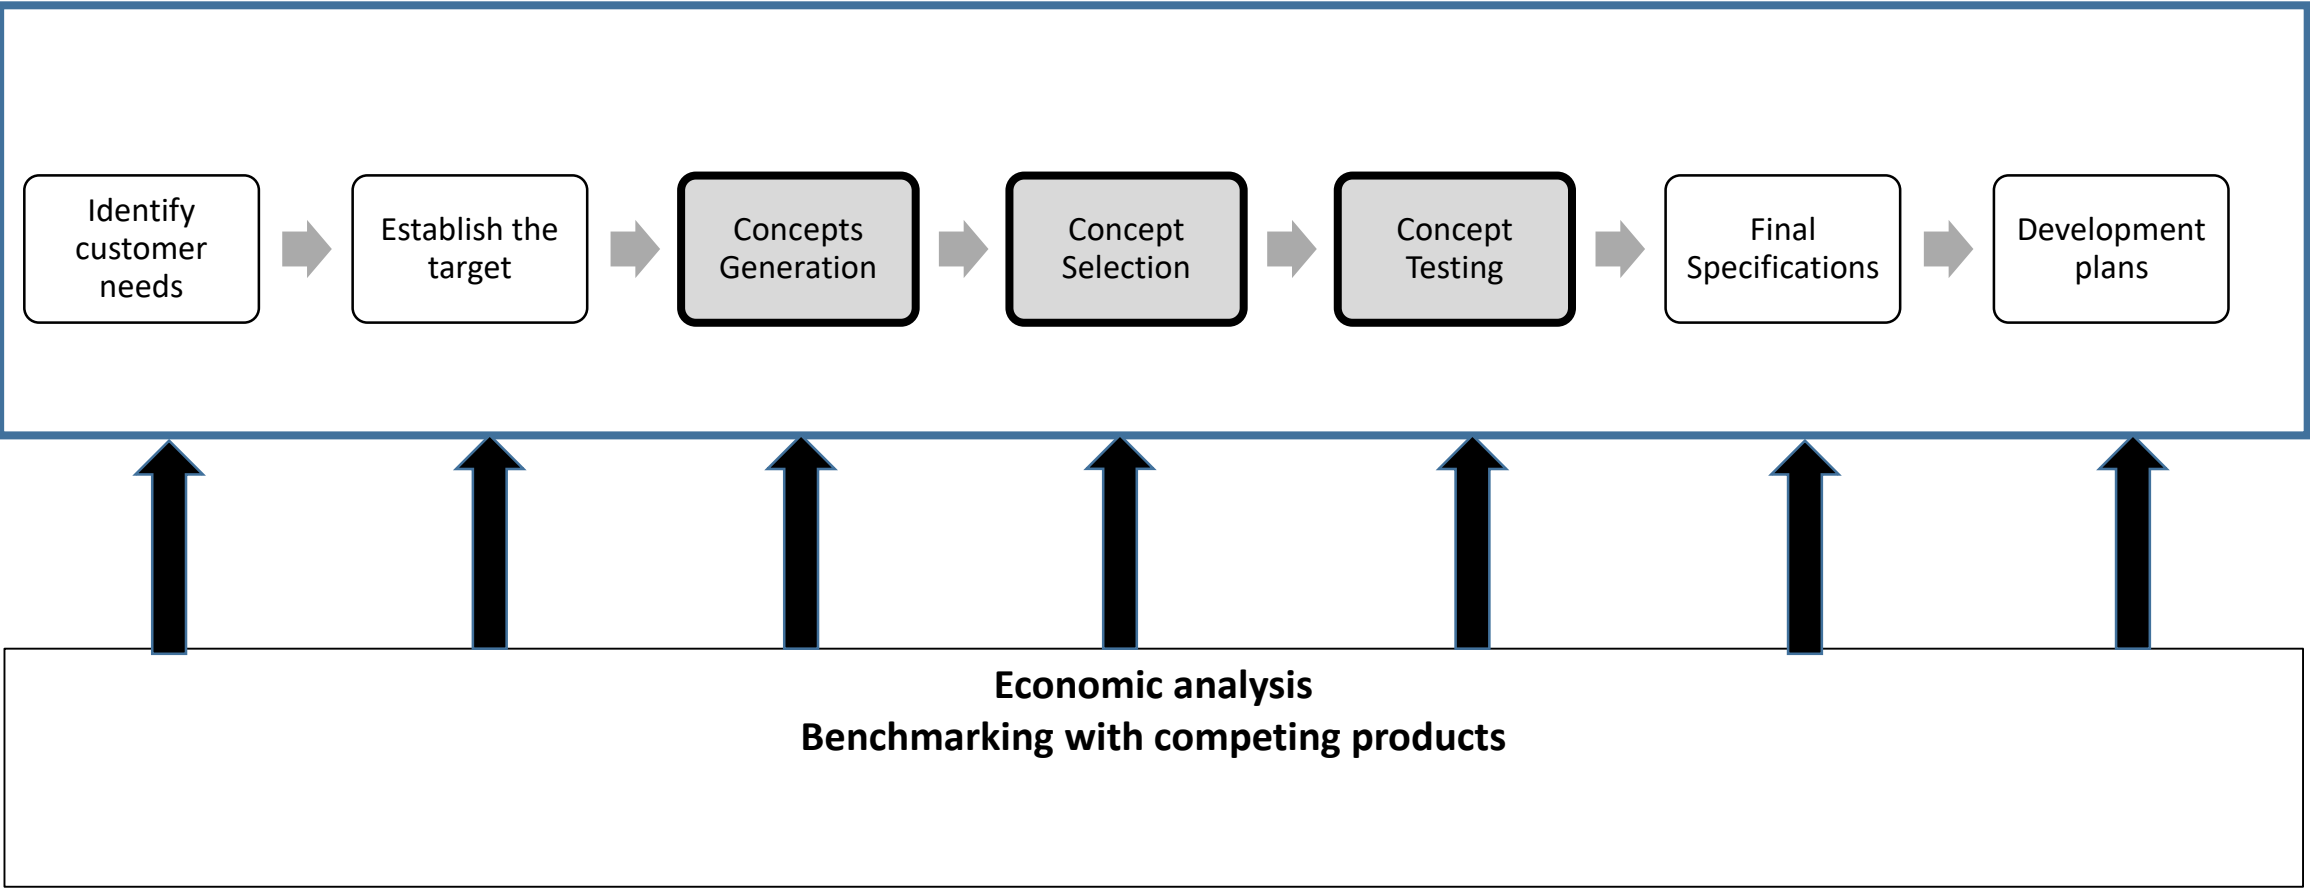 Identify
customer
needs
Establish the
target
Concepts
Generation
Concept
Selection
Concept
Testing
Final
Specifications
Development
plans
Economic analysis
Benchmarking with competing products